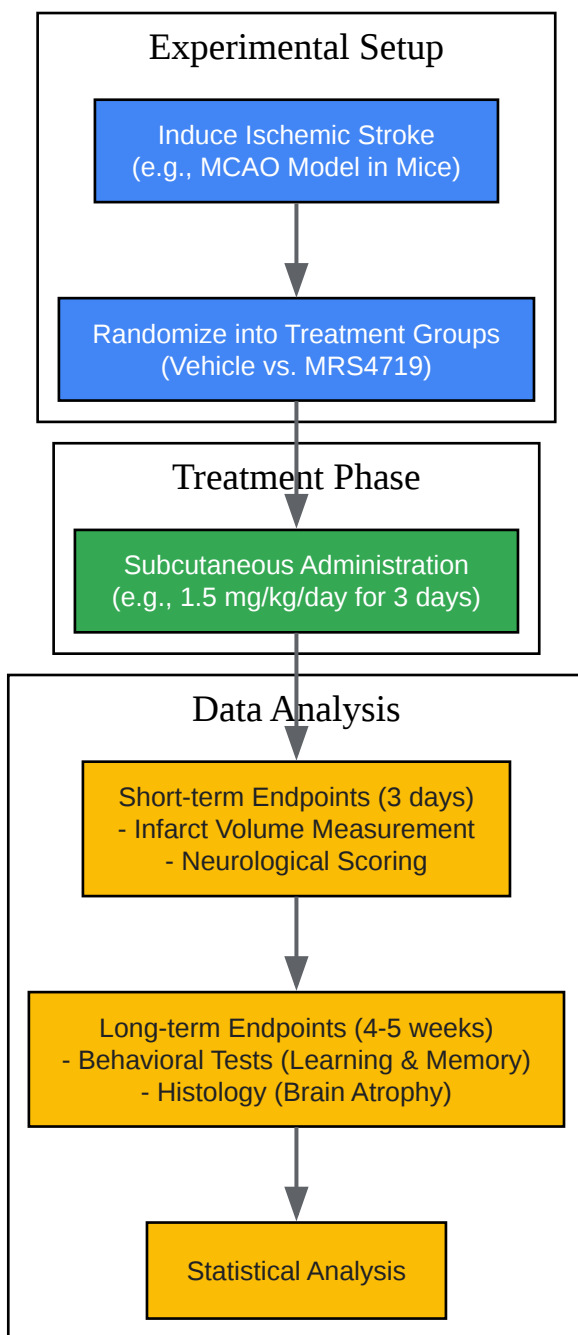 Experimental Setup
Induce Ischemic Stroke
(e.g., MCAO Model in Mice)
Randomize into Treatment Groups
(Vehicle vs. MRS4719)
Treatment Phase
Subcutaneous Administration
(e.g., 1.5 mg/kg/day for 3 days)
Data Analysis
Short-term Endpoints (3 days)
- Infarct Volume Measurement
- Neurological Scoring
Long-term Endpoints (4-5 weeks)
- Behavioral Tests (Learning & Memory)
- Histology (Brain Atrophy)
Statistical Analysis